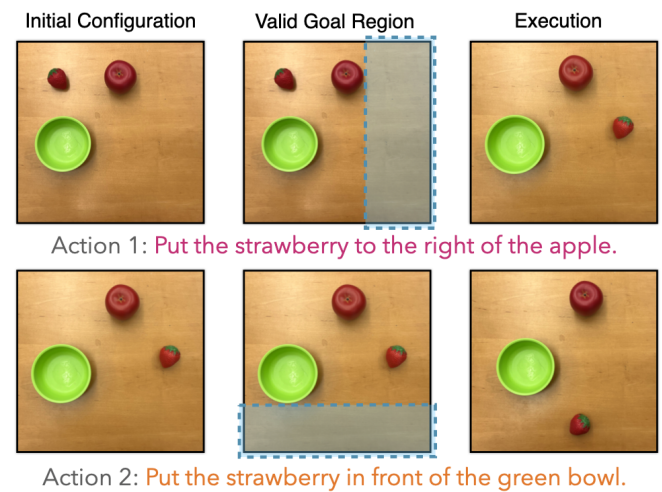 Initial Configuration
Valid Goal Region
Execution
Action 1: Put the strawberry to the right of the apple.
Action 2: Put the strawberry in front of the green bowl.